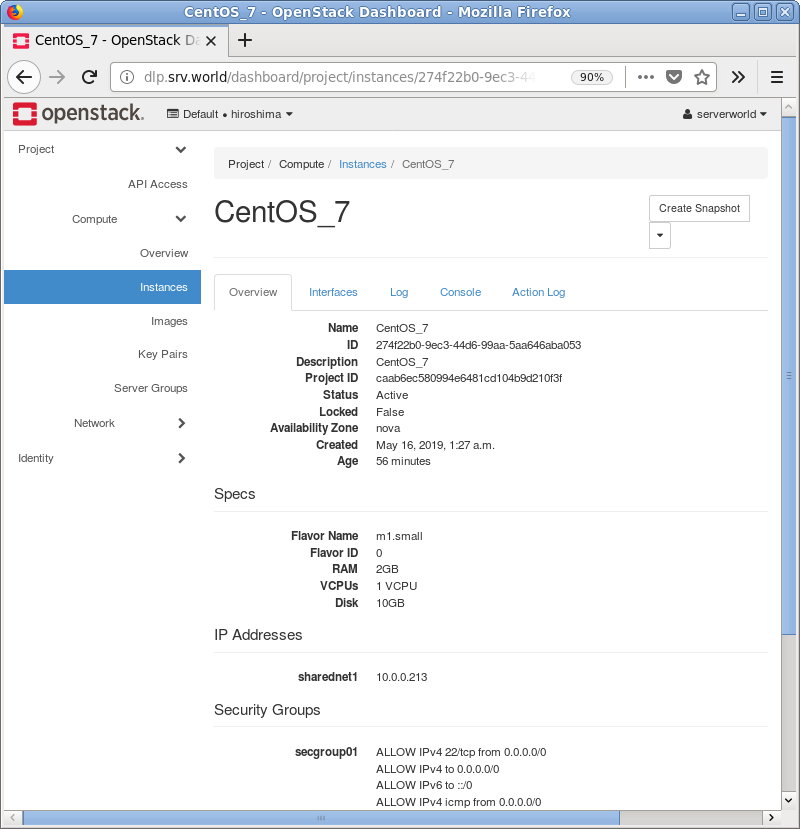 CentOS_7 - OpenStack Dashboard - Mozilla Firefox
CentOS_7 - OpenStack Da
dlp.srv.world/dashboard/project/instances/274f22b0-9ec3-44
90%
openstack.
Default • hiroshima
serverworld
Project
API Access
Compute
Overview
Instances
Images
Key Pairs
Server Groups
Network
Identity
Project / Compute / Instances / CentOS_7
CentOS_7
Create Snapshot
Overview Interfaces Log Console Action Log
Name CentOS_7
ID 274f22b0-9ec3-44d6-99aa-5aa646aba053
Description CentOS_7
Project ID caab6ec580994e6481cd104b9d210f3f
Status Active
Locked False
Availability Zone nova
Created May 16, 2019, 1:27 a.m.
Age 56 minutes
Specs
Flavor Name m1.small
Flavor ID 0
RAM 2GB
VCPUs 1 VCPU
Disk 10GB
IP Addresses
sharednet1 10.0.0.213
Security Groups
secgroup01 ALLOW IPv4 22/tcp from 0.0.0.0/0
ALLOW IPv4 to 0.0.0.0/0
ALLOW IPv6 to ::/0
ALLOW IPv4 icmp from 0.0.0.0/0